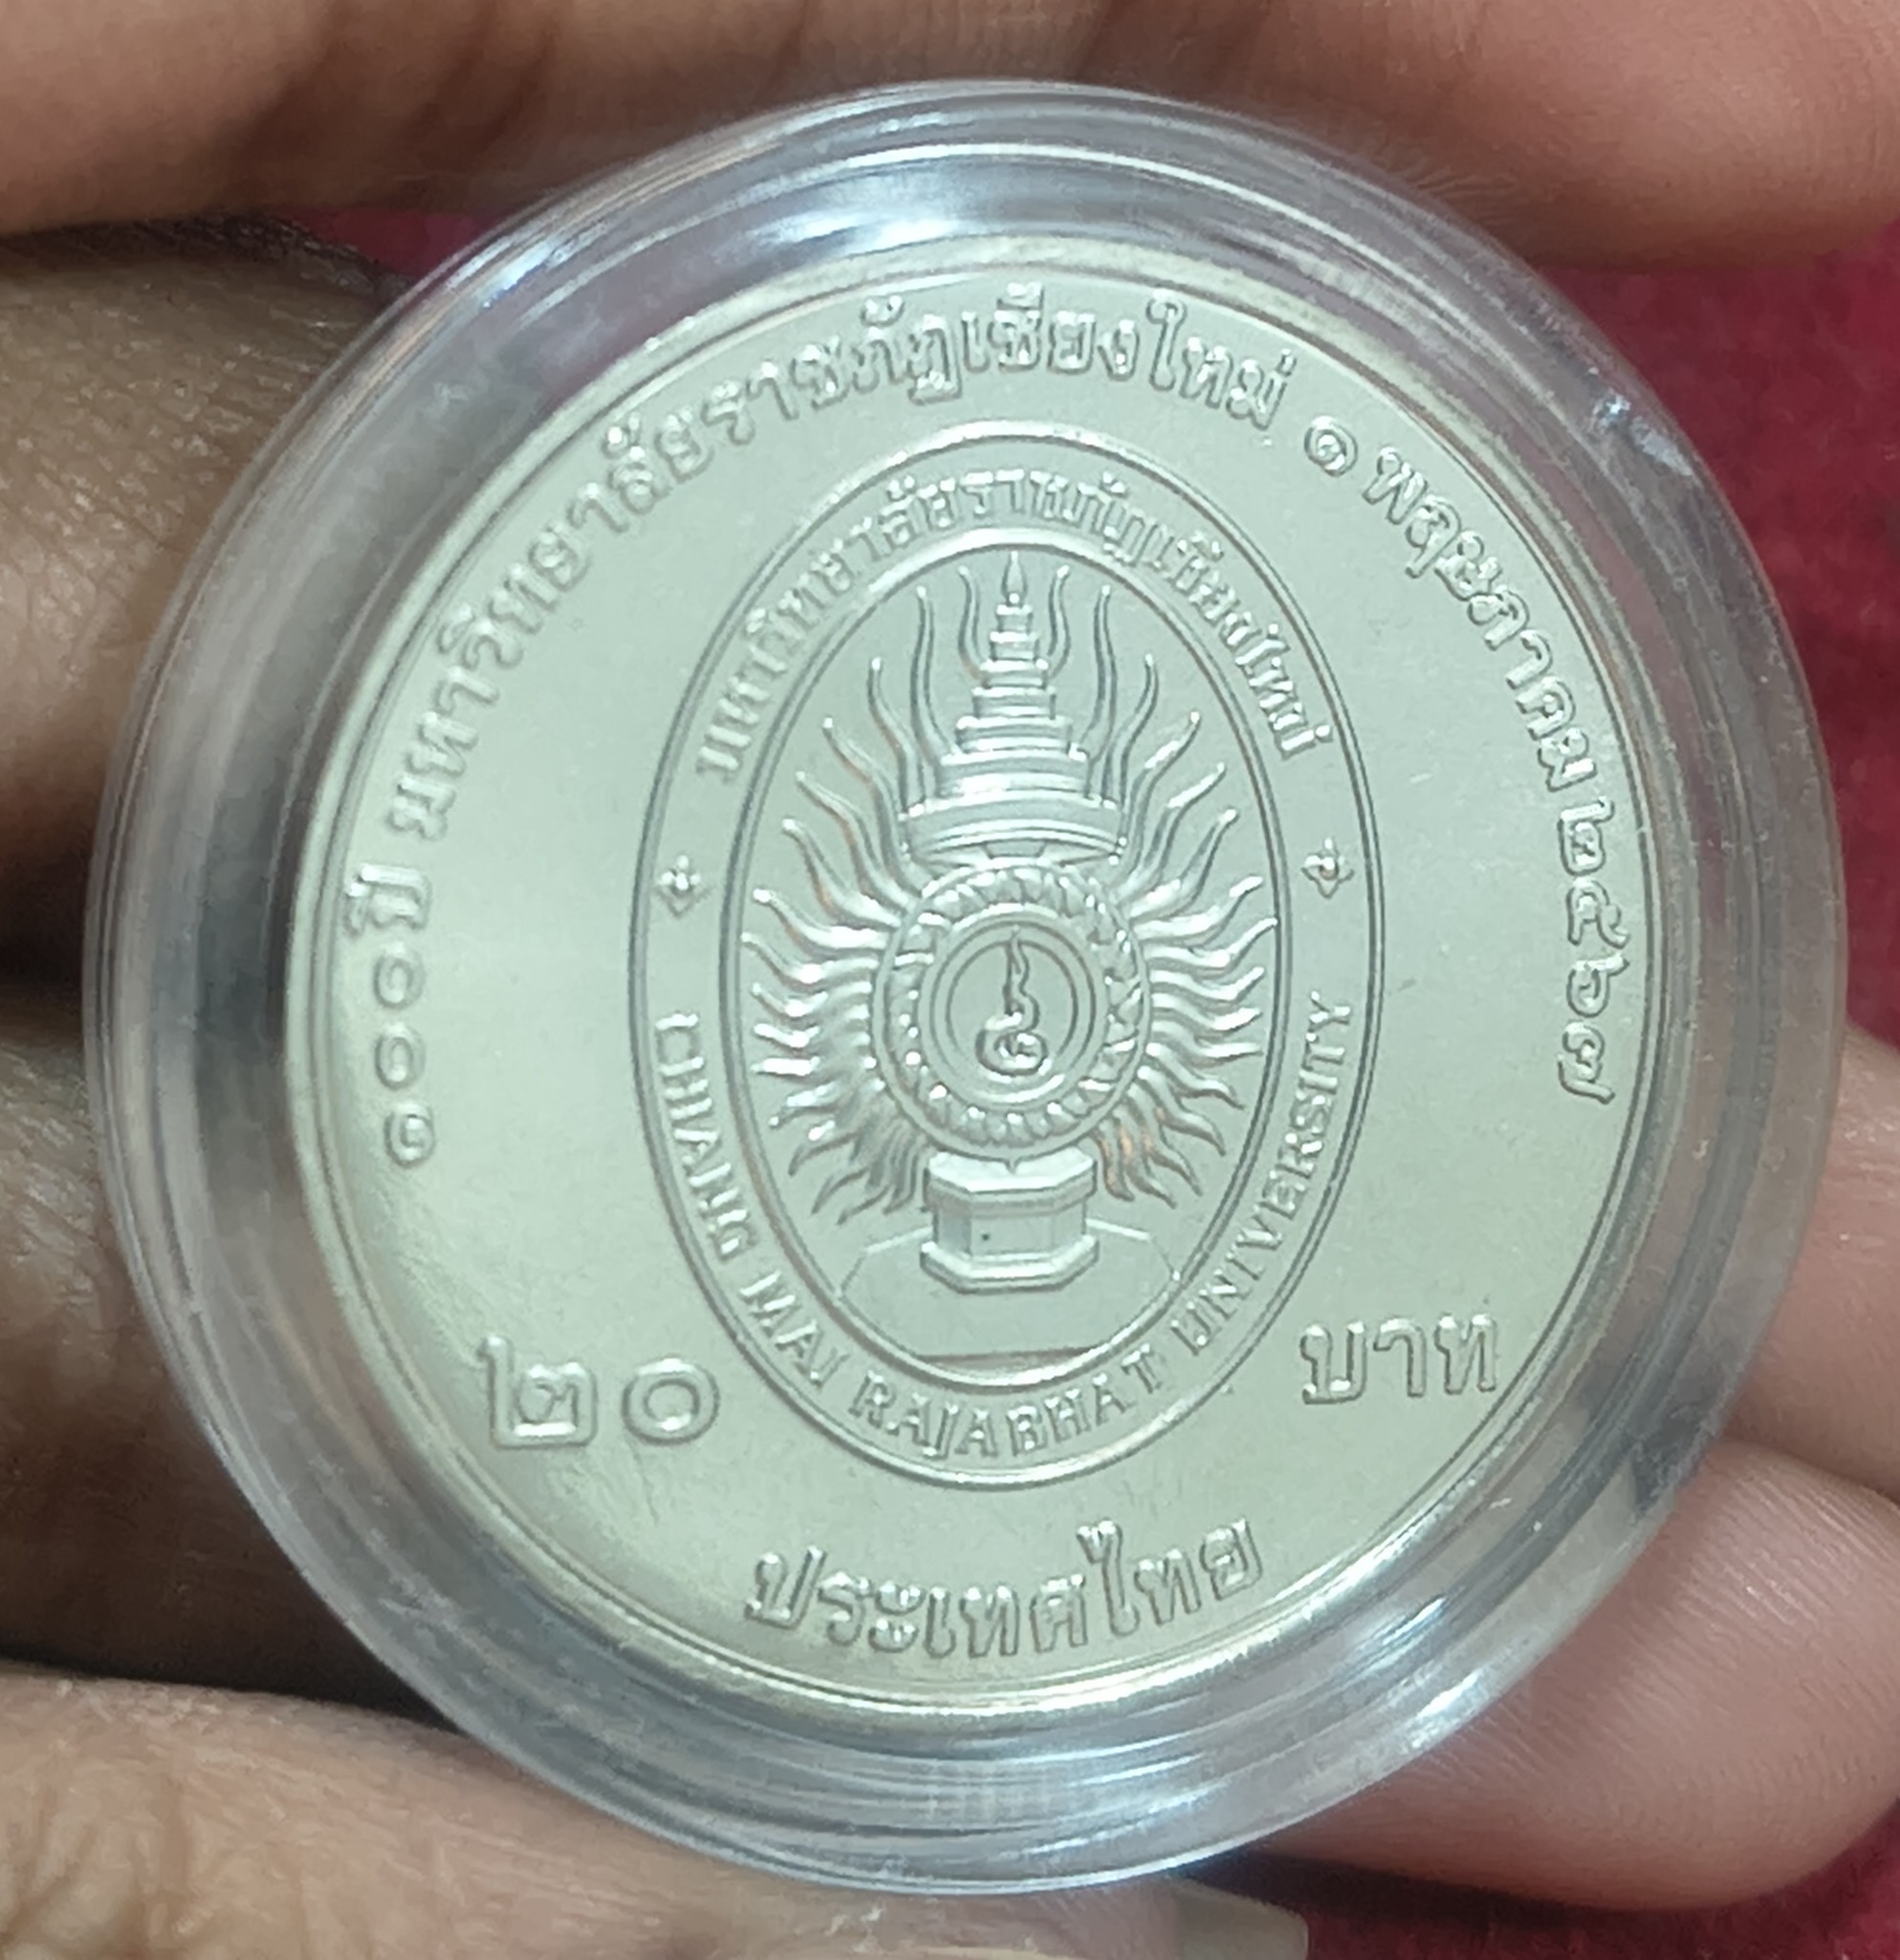 ๑๐๐ ปี มหาวิทยาลัยราชภัฏเชียงใหม่ ๑ พฤษภาคม ๒๕๖๗
มหาวิทยาลัยราชภัฏเชียงใหม่
CHIANG MAI RAJABHAT UNIVERSITY
๒๐ บาท
ประเทศไทย